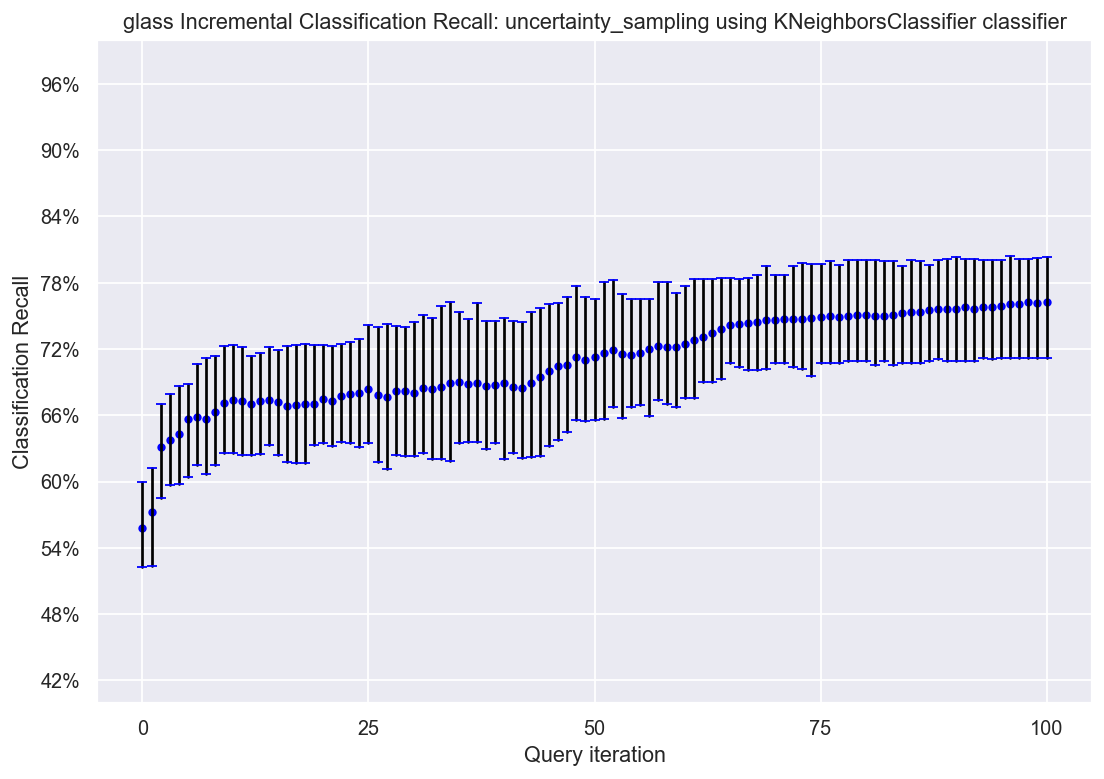 glass Incremental Classification Recall: uncertainty_sampling using KNeighborsClassifier classifier
96%
90%
84%
78%
72%
66%
60%
54%
48%
42%
Classification Recall
0 25 50 75 100
Query iteration